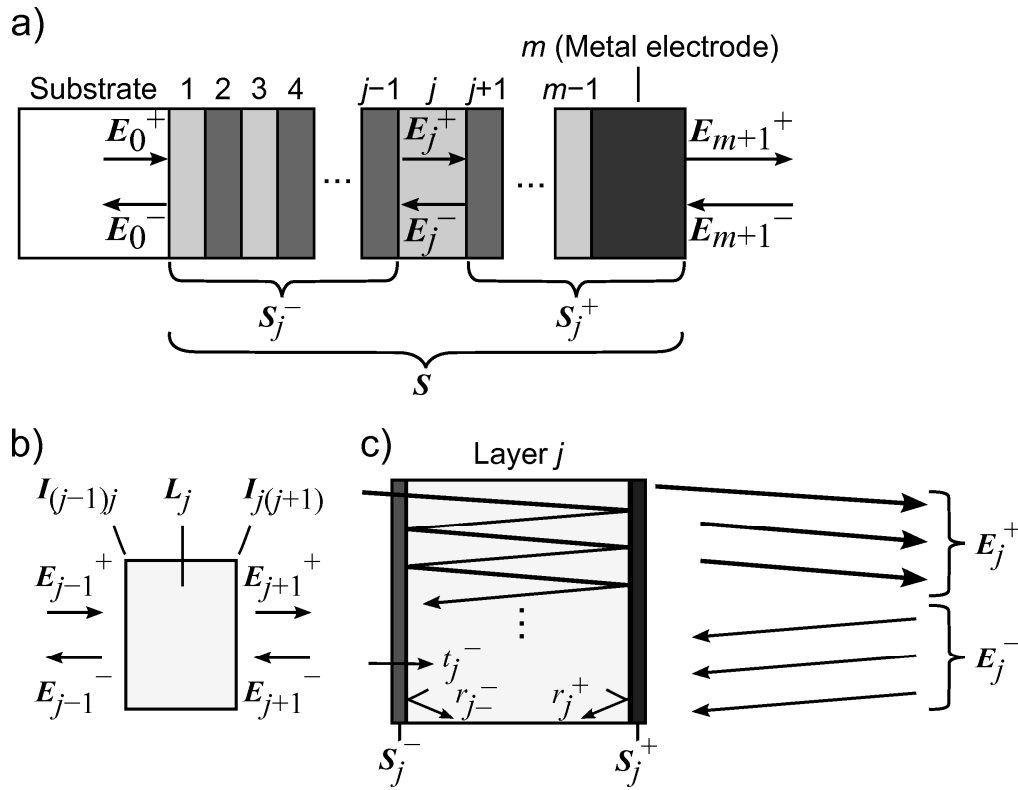 a)
m (Metal electrode)
Substrate 1 2 3 4 j−1 j j+1 m−1
E₀⁺ Eⱼ⁺ Eₘ₊₁⁺
... ...
E₀⁻ Eⱼ⁻ Eₘ₊₁⁻
Sⱼ⁻ Sⱼ⁺
S
b)
I₍ⱼ₋₁₎ⱼ Lⱼ Iⱼ₍ⱼ₊₁₎
Eⱼ₋₁⁺ Eⱼ₊₁⁺
Eⱼ₋₁⁻ Eⱼ₊₁⁻
c)
Layer j
Eⱼ⁺
⋮
tⱼ⁻
Eⱼ⁻
rⱼ₋⁻ rⱼ⁺
Sⱼ⁻ Sⱼ⁺